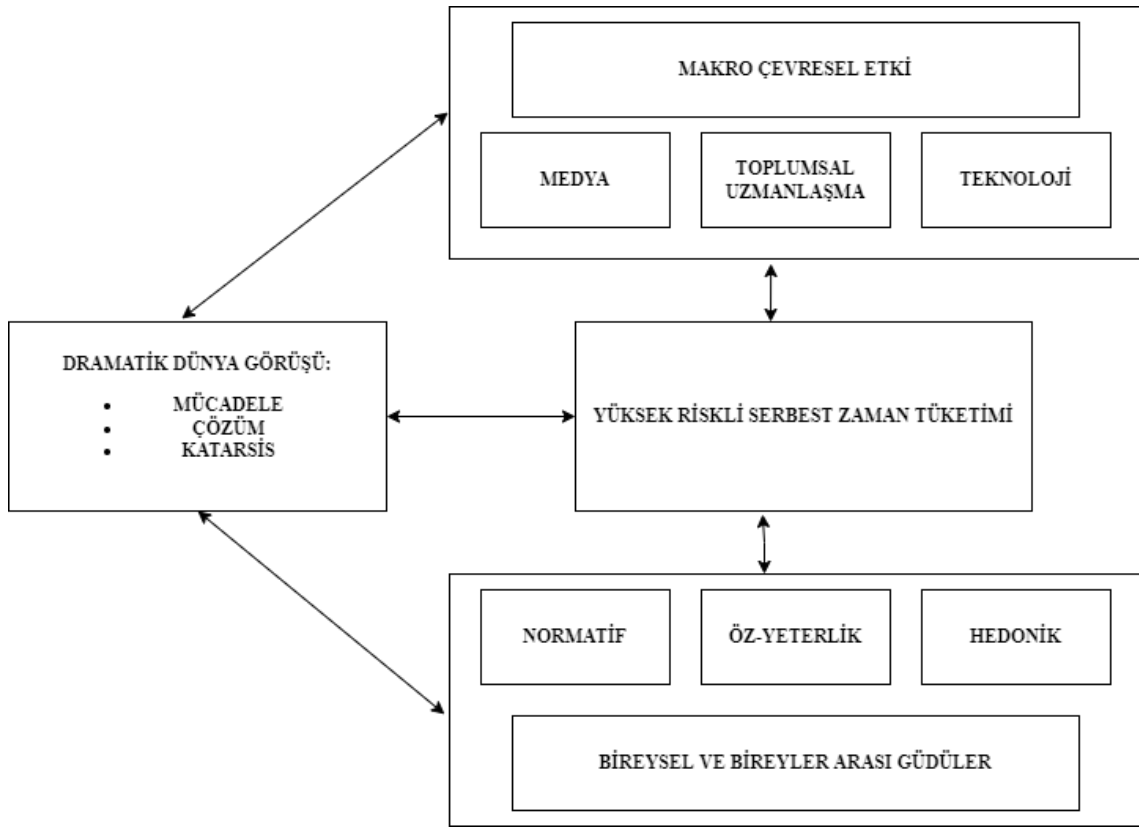 MAKRO ÇEVRESEL ETKİ
MEDYA
TOPLUMSAL
UZMANLAŞMA
TEKNOLOJİ
DRAMATİK DÜNYA GÖRÜŞÜ:
• MÜCADELE
• ÇÖZÜM
• KATARSİS
YÜKSEK RİSKLİ SERBEST ZAMAN TÜKETİMİ
NORMATİF
ÖZ-YETERLİK
HEDONİK
BİREYSEL VE BİREYLER ARASI GÜDÜLER